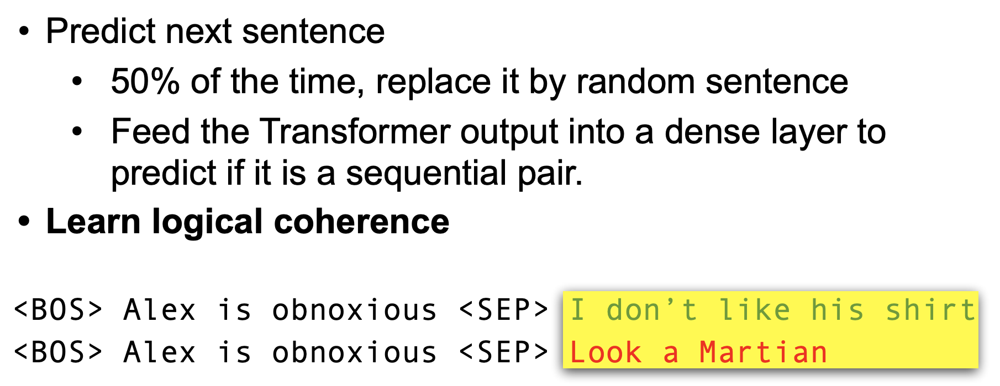 • Predict next sentence
• 50% of the time, replace it by random sentence
• Feed the Transformer output into a dense layer to
predict if it is a sequential pair.
• Learn logical coherence
<BOS> Alex is obnoxious <SEP> I don’t like his shirt
<BOS> Alex is obnoxious <SEP> Look a Martian